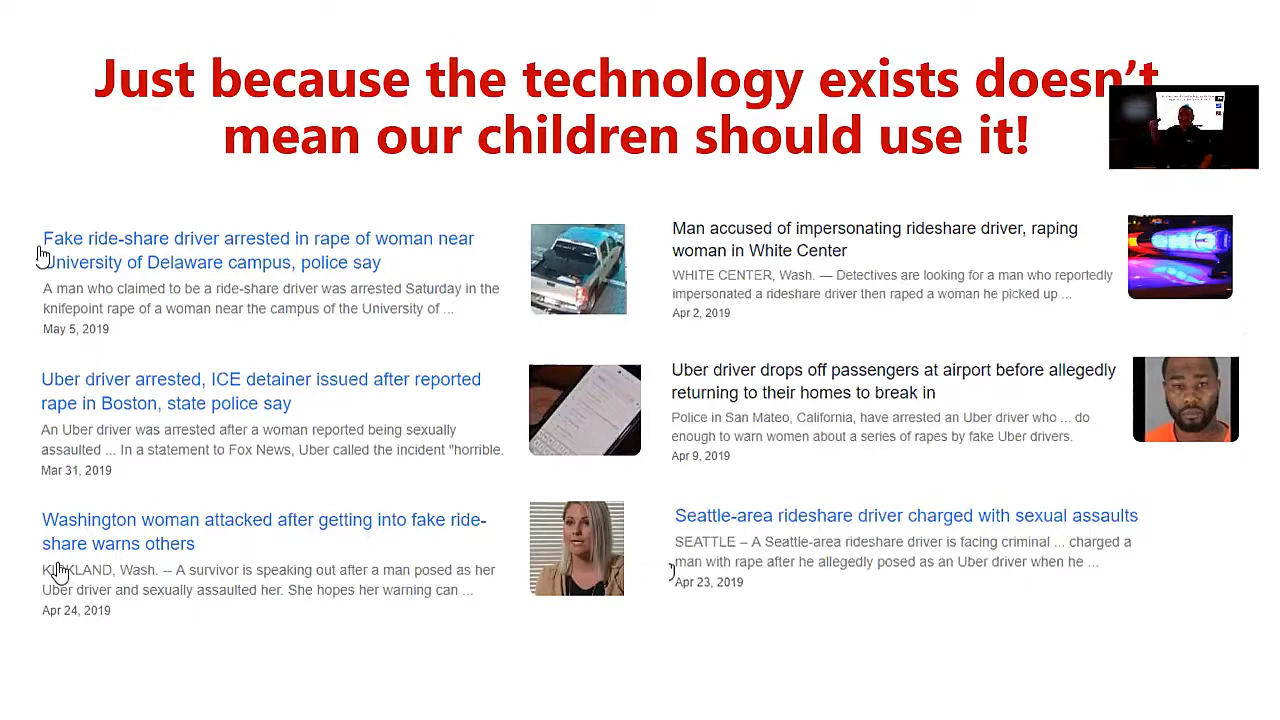 Just because the technology exists doesn't
mean our children should use it!
Fake ride-share driver arrested in rape of woman near
University of Delaware campus, police say
A man who claimed to be a ride-share driver was arrested Saturday in the
knifepoint rape of a woman near the campus of the University of ...
May 5, 2019
Uber driver arrested, ICE detainer issued after reported
rape in Boston, state police say
An Uber driver was arrested after a woman reported being sexually
assaulted ... In a statement to Fox News, Uber called the incident "horrible.
Mar 31, 2019
Washington woman attacked after getting into fake ride-
share warns others
KIRKLAND, Wash. -- A survivor is speaking out after a man posed as her
Uber driver and sexually assaulted her. She hopes her warning can ...
Apr 24, 2019
Man accused of impersonating rideshare driver, raping
woman in White Center
WHITE CENTER, Wash. — Detectives are looking for a man who reportedly
impersonated a rideshare driver then raped a woman he picked up ...
Apr 2, 2019
Uber driver drops off passengers at airport before allegedly
returning to their homes to break in
Police in San Mateo, California, have arrested an Uber driver who ... do
enough to warn women about a series of rapes by fake Uber drivers.
Apr 9, 2019
Seattle-area rideshare driver charged with sexual assaults
SEATTLE – A Seattle-area rideshare driver is facing criminal ... charged a
man with rape after he allegedly posed as an Uber driver when he ...
Apr 23, 2019